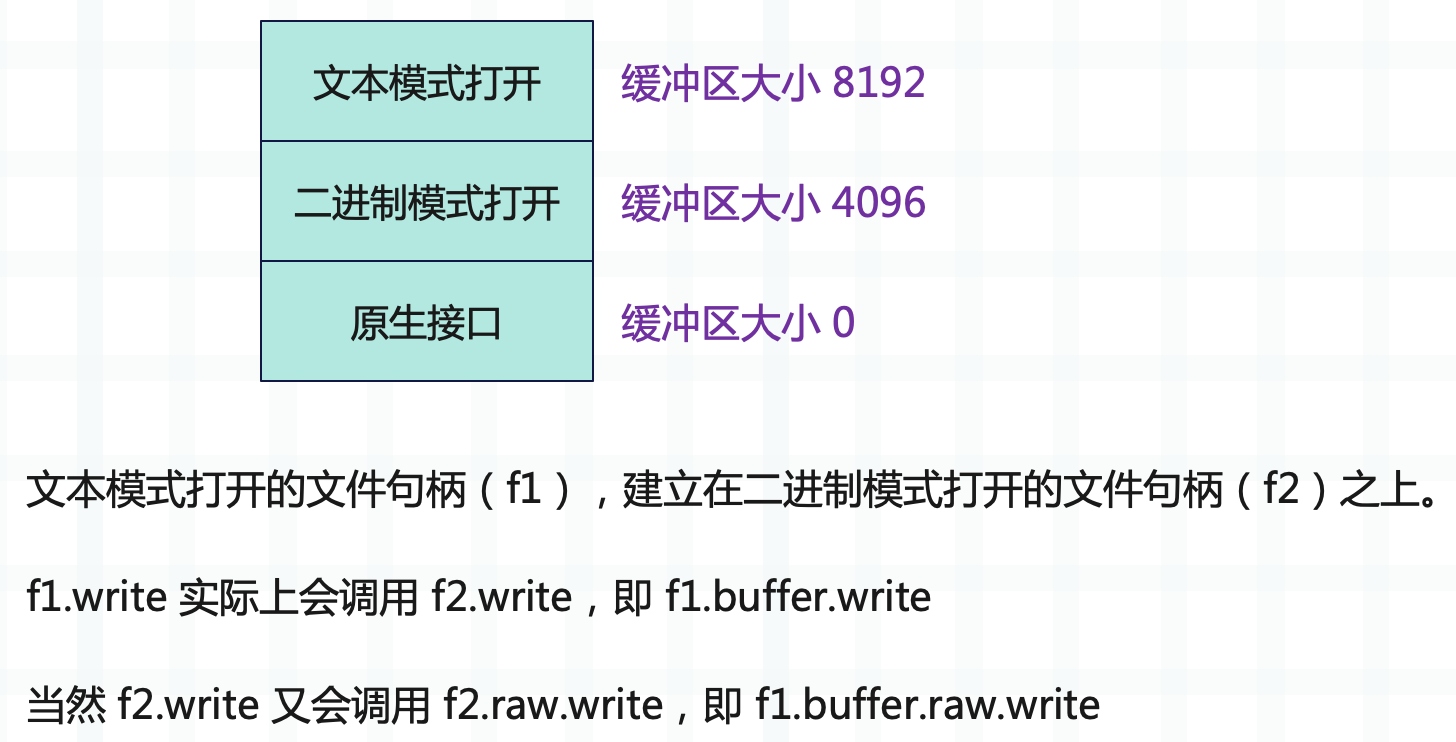 文本模式打开 缓冲区大小 8192
二进制模式打开 缓冲区大小 4096
原生接口 缓冲区大小 0
文本模式打开的文件句柄（f1），建立在二进制模式打开的文件句柄（f2）之上。
f1.write 实际上会调用 f2.write，即 f1.buffer.write
当然 f2.write 又会调用 f2.raw.write，即 f1.buffer.raw.write